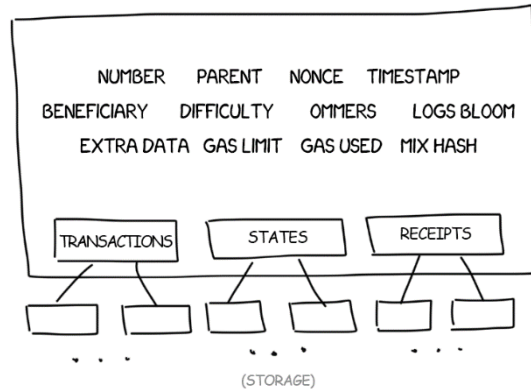 NUMBER PARENT NONCE TIMESTAMP
BENEFICIARY DIFFICULTY OMMERS LOGS BLOOM
EXTRA DATA GAS LIMIT GAS USED MIX HASH
TRANSACTIONS STATES RECEIPTS
(STORAGE)